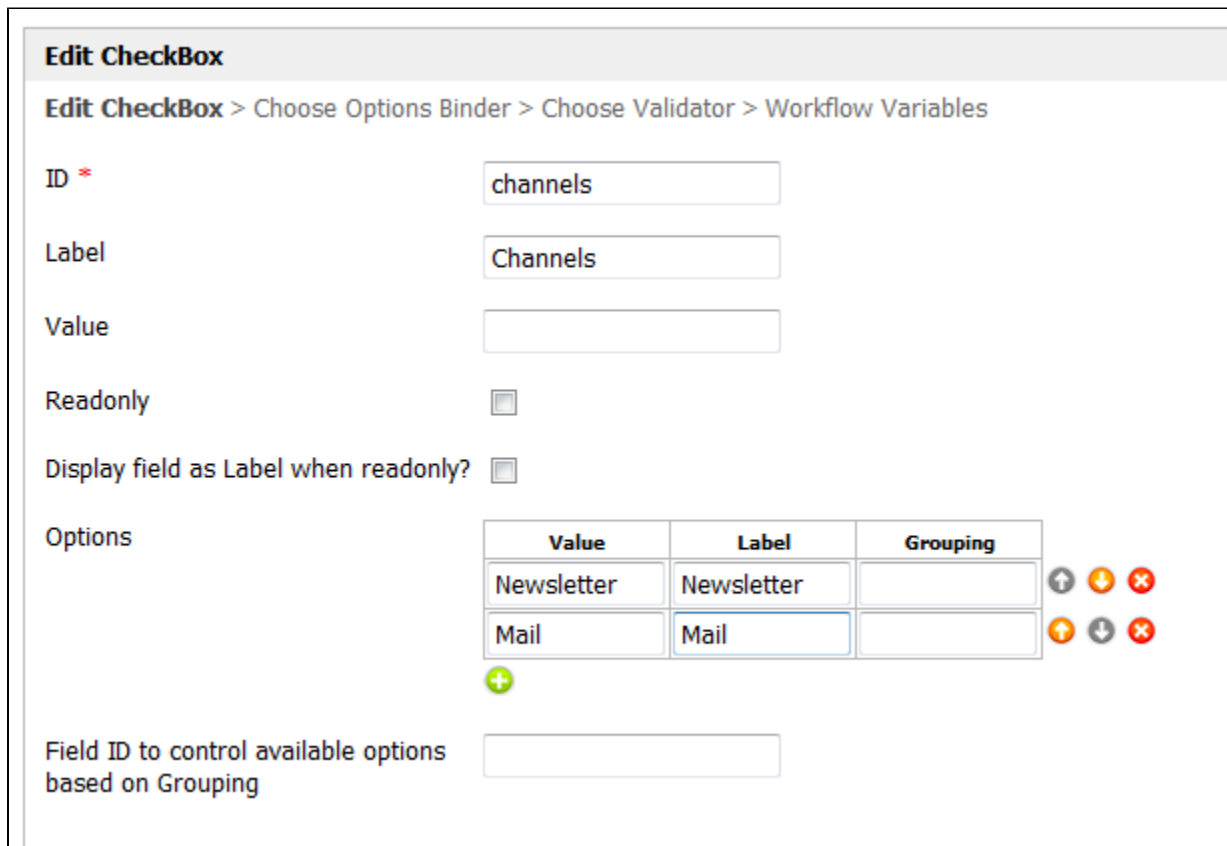 Edit CheckBox
Edit CheckBox > Choose Options Binder > Choose Validator > Workflow Variables
ID *
channels
Label
Channels
Value
Readonly
Display field as Label when readonly?
Options
Value Label Grouping
Newsletter Newsletter
Mail Mail
Field ID to control available options
based on Grouping